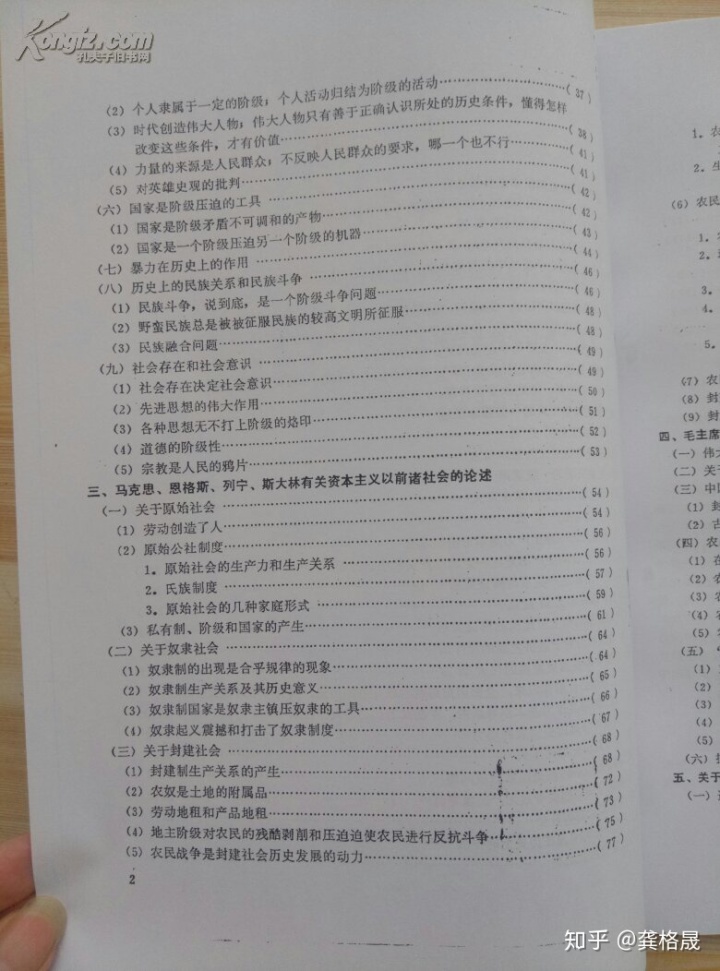 Kongfz.com
孔夫子旧书网
(2) 个人隶属于一定的阶级；个人活动归结为阶级的活动……(37)
(3) 时代创造伟大人物；伟大人物只有善于正确认识所处的历史条件，懂得怎样
改变这些条件，才有价值……(38)
(4) 力量的来源是人民群众；不反映人民群众的要求，哪一个也不行……(41)
(5) 对英雄史观的批判……(41)
(六) 国家是阶级压迫的工具……(42)
(1) 国家是阶级矛盾不可调和的产物……(42)
(2) 国家是一个阶级压迫另一个阶级的机器……(43)
(七) 暴力在历史上的作用……(44)
(八) 历史上的民族关系和民族斗争……(46)
(1) 民族斗争，说到底，是一个阶级斗争问题……(46)
(2) 野蛮民族总是被被征服民族的较高文明所征服……(48)
(3) 民族融合问题……(48)
(九) 社会存在和社会意识……(49)
(1) 社会存在决定社会意识……(49)
(2) 先进思想的伟大作用……(50)
(3) 各种思想无不打上阶级的烙印……(51)
(4) 道德的阶级性……(52)
(5) 宗教是人民的鸦片……(53)
三、马克思、恩格斯、列宁、斯大林有关资本主义以前诸社会的论述
(一) 关于原始社会……(54)
(1) 劳动创造了人……(54)
(2) 原始公社制度……(56)
1. 原始社会的生产力和生产关系……(56)
2. 氏族制度……(57)
3. 原始社会的几种家庭形式……(59)
(3) 私有制、阶级和国家的产生……(61)
(二) 关于奴隶社会……(64)
(1) 奴隶制的出现是合乎规律的现象……(64)
(2) 奴隶制生产关系及其历史意义……(65)
(3) 奴隶制国家是奴隶主镇压奴隶的工具……(66)
(4) 奴隶起义震撼和打击了奴隶制度……(67)
(三) 关于封建社会……(68)
(1) 封建制生产关系的产生……(68)
(2) 农奴是土地的附属品……(72)
(3) 劳动地租和产品地租……(73)
(4) 地主阶级对农民的残酷剥削和压迫迫使农民进行反抗斗争……(75)
(5) 农民战争是封建社会历史发展的动力……(77)
2
1. 农
2. 生
(6) 农民
1.
2.
3.
4.
5.
(7) 农
(8) 封
(9) 封
四、毛主席
(一) 伟大
(二) 关于
(三) 中国
(1) 封
(2) 古
(四) 农
(1) 在
(2) 农
(3) 农
(4) 农
(5)
(五) “
(1)
(2)
(3)
(4)
(5)
(六)
五、关于
(一)
知乎 @龚格晟